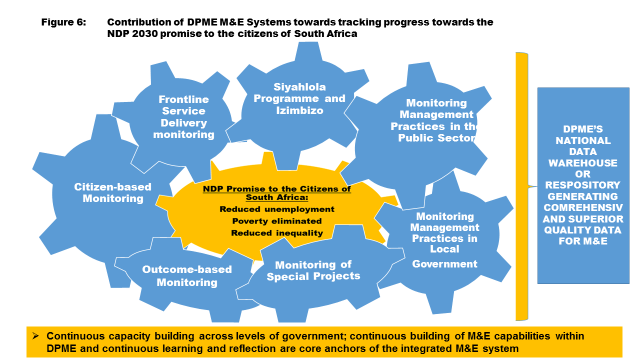 Figure 6: Contribution of DPME M&E Systems towards tracking progress towards the
NDP 2030 promise to the citizens of South Africa
Siyahlola
Programme and
Izimbizo
Frontline
Service
Delivery
monitoring
Monitoring
Management
Practices in the
Public Sector
Citizen-based
Monitoring
NDP Promise to the Citizens of
South Africa:
Reduced unemployment
Poverty eliminated
Reduced inequality
Monitoring
Management
Practices in
Local
Government
Outcome-based
Monitoring
Monitoring of
Special Projects
DPME'S
NATIONAL
DATA
WAREHOUSE
OR
RESPOSITORY
GENERATING
COMREHENSIV
AND SUPERIOR
QUALITY DATA
FOR M&E
➢ Continuous capacity building across levels of government; continuous building of M&E capabilities within
DPME and continuous learning and reflection are core anchors of the integrated M&E system